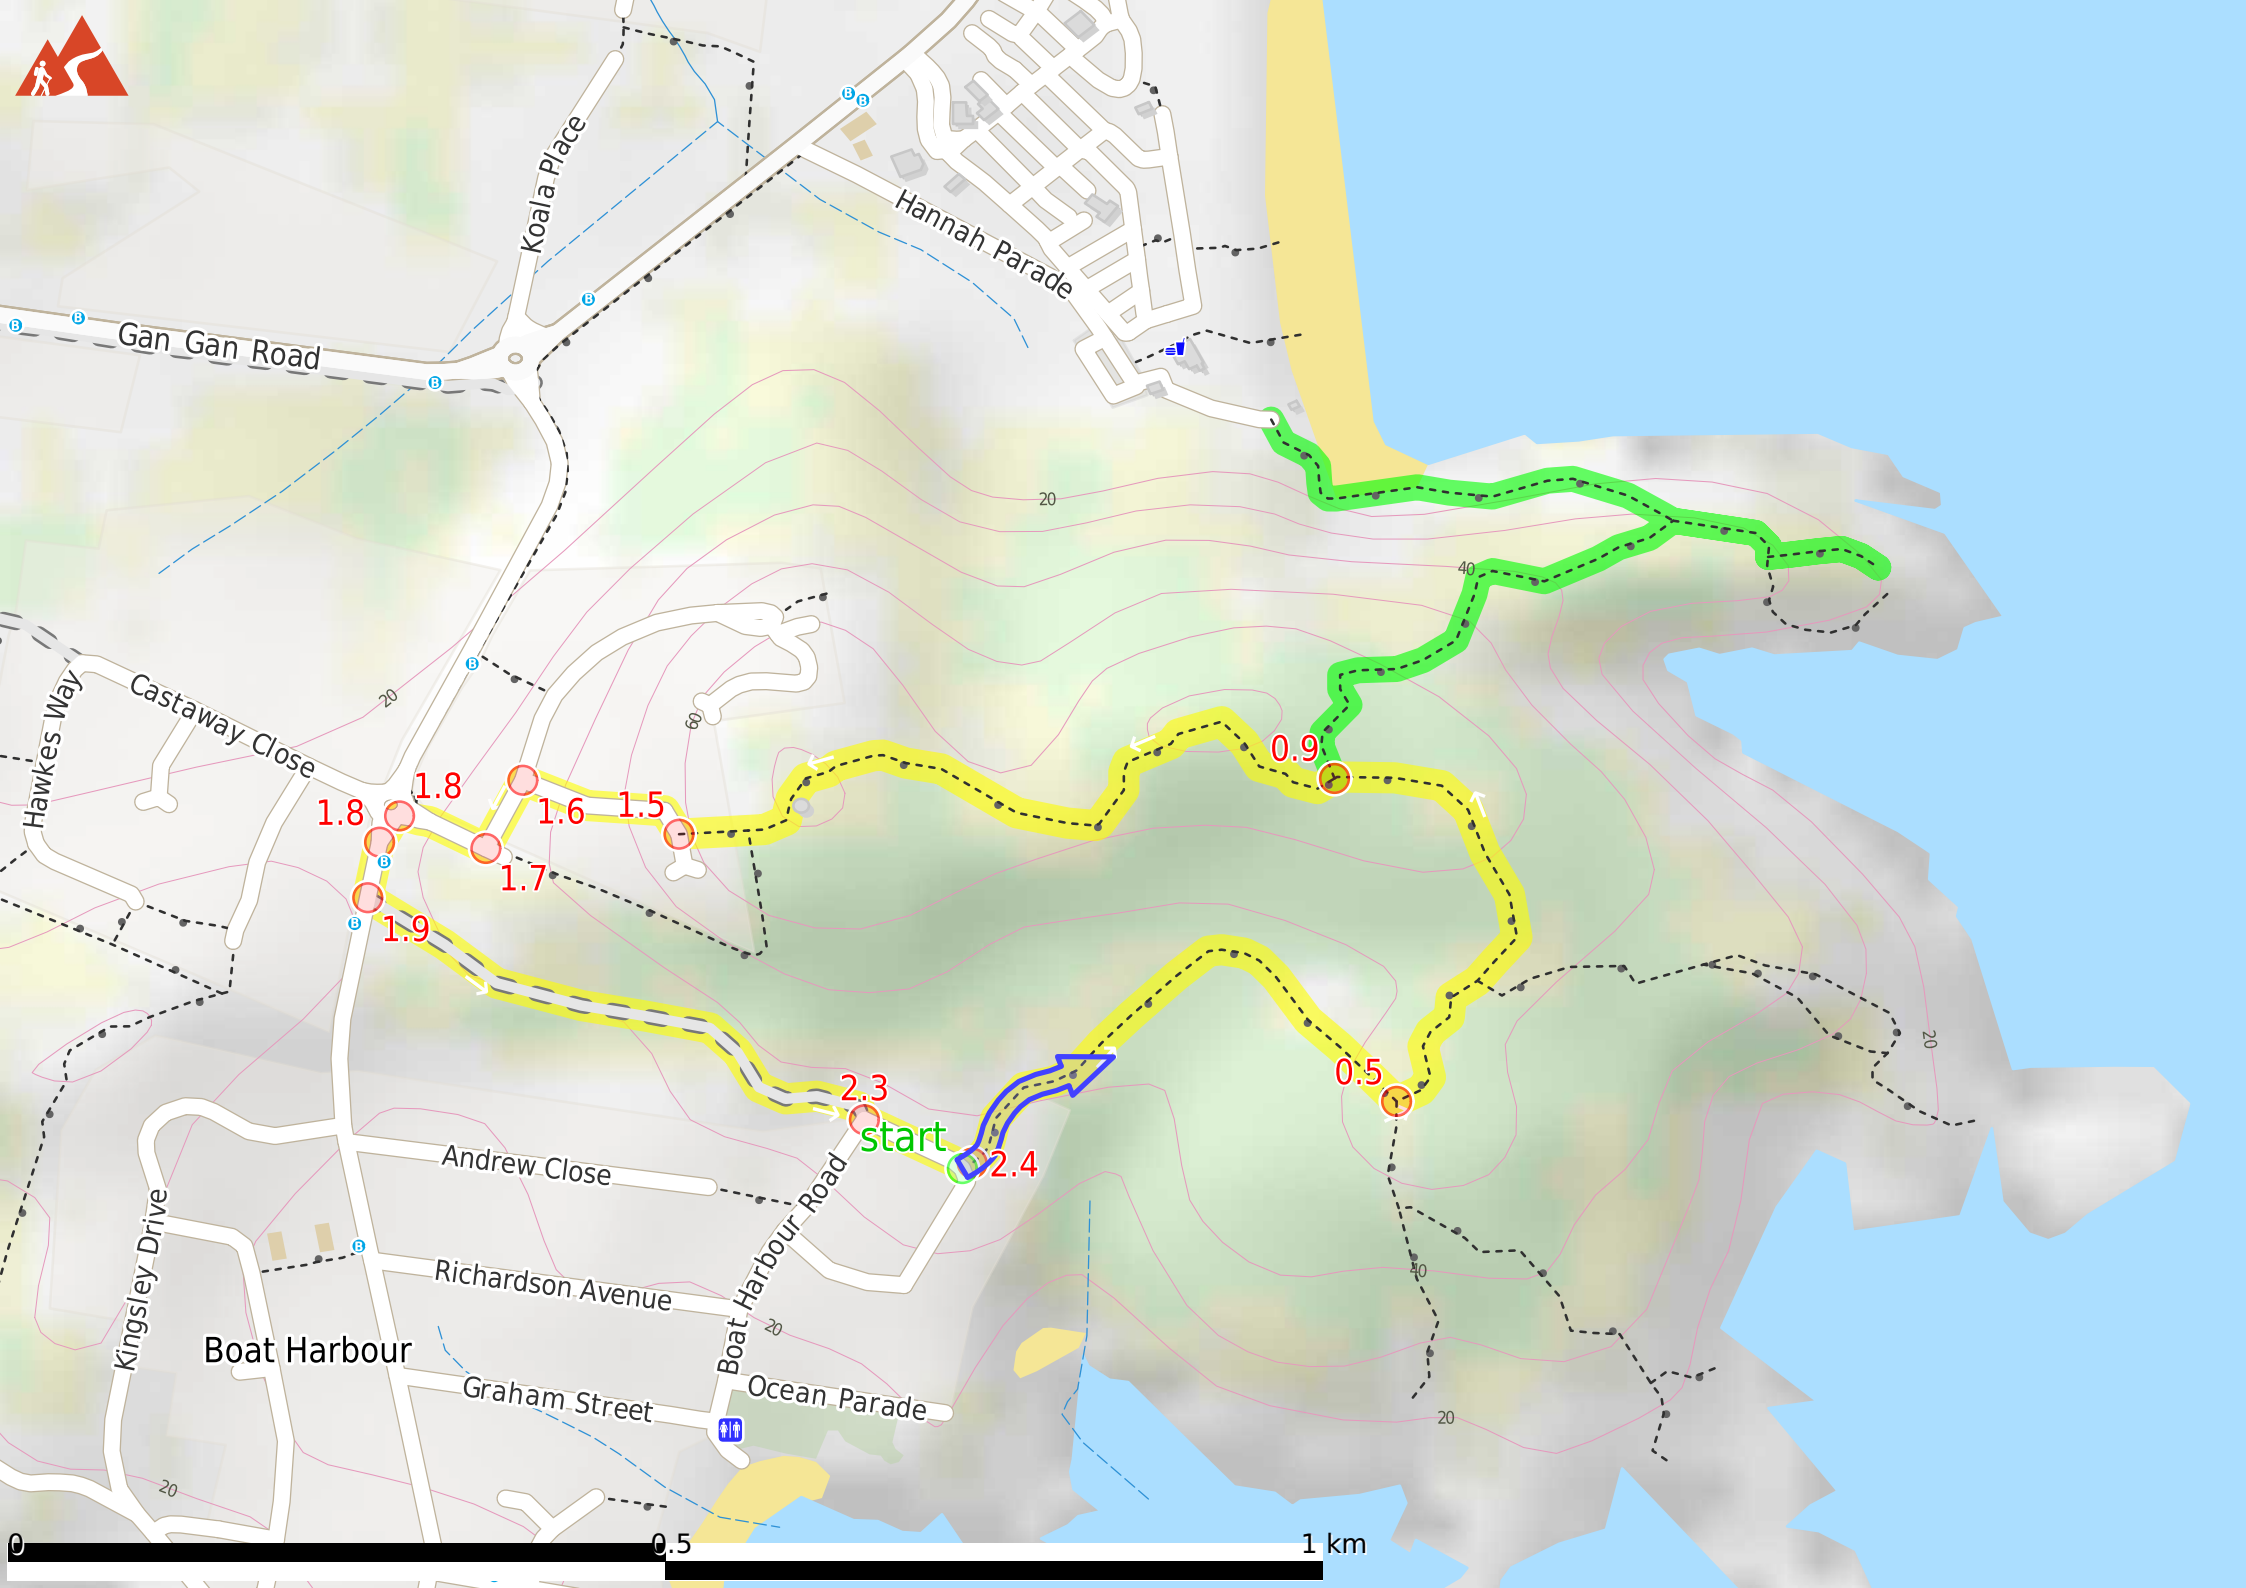 Koala Place
Hannah Parade
Gan Gan Road
20
40
20
60
Hawkes Way
Castaway Close
0.9
1.8
1.8
1.6
1.5
1.7
1.9
20
0.5
2.3
start
2.4
Andrew Close
Boat Harbour Road
Kingsley Drive
Richardson Avenue
40
20
Boat Harbour
Graham Street
Ocean Parade
20
20
0
0.5
1 km
B
B
B
B
B
B
B
B
B
B